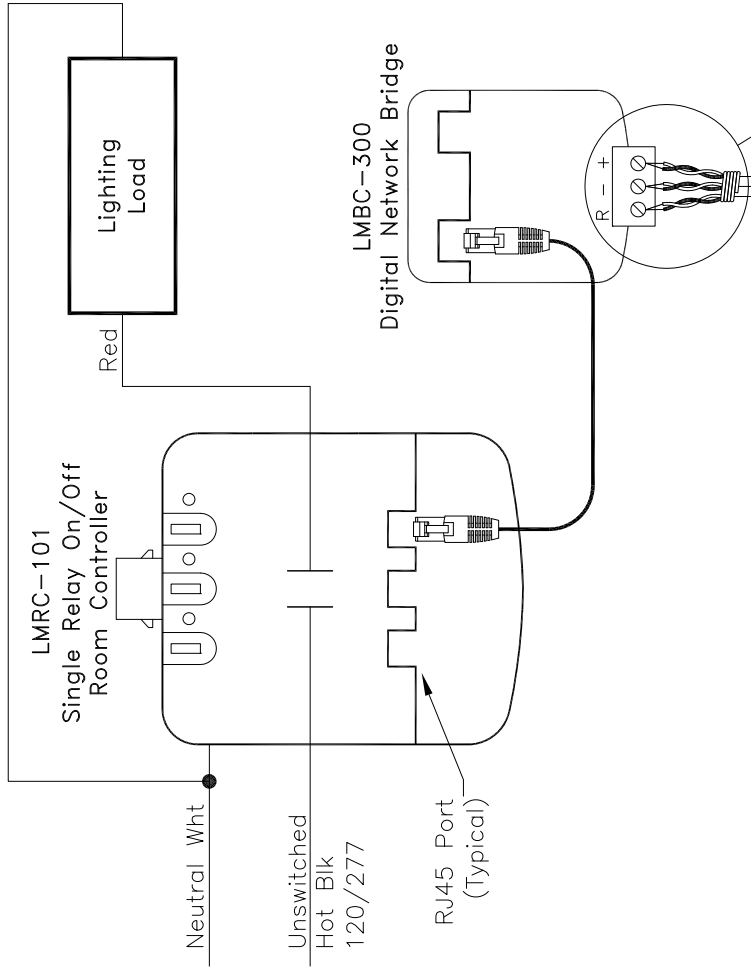 Lighting
Load
Red
LMBC-300
Digital Network Bridge
R - +
LMRC-101
Single Relay On/Off
Room Controller
Neutral Wht
Unswitched
Hot Blk
120/277
RJ45 Port
(Typical)